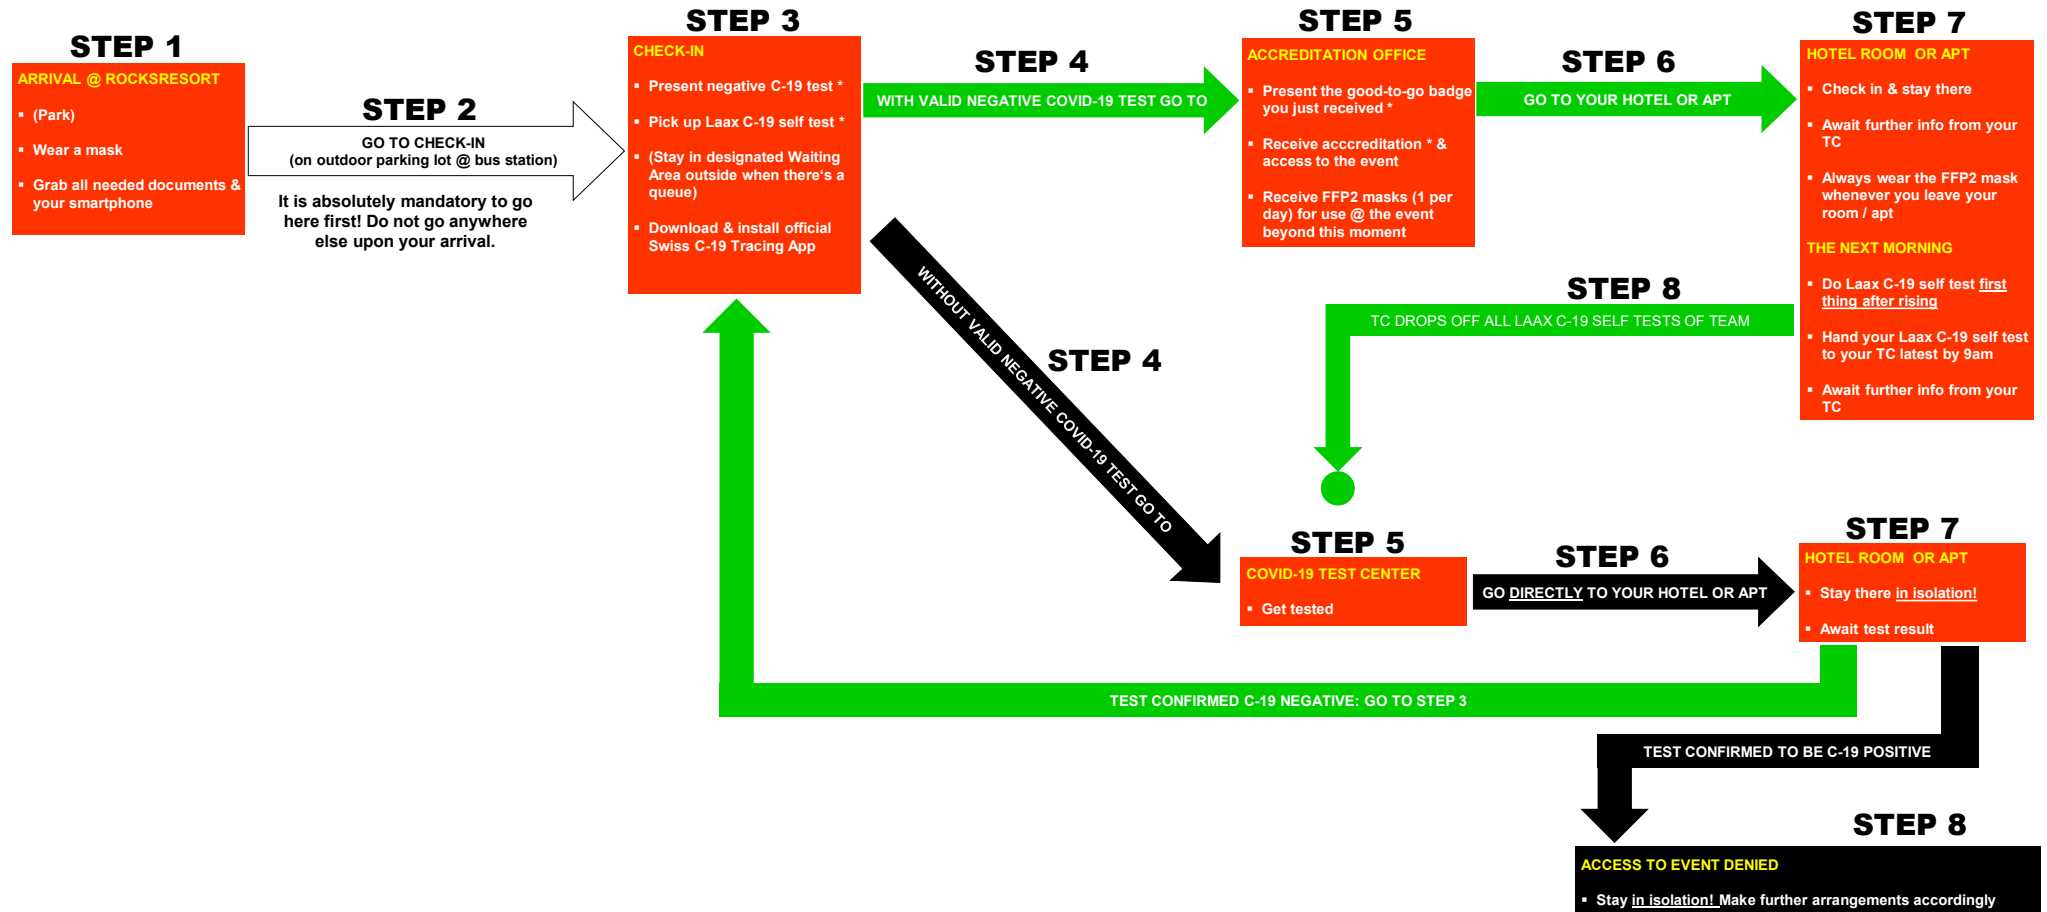 STEP 1
ARRIVAL @ ROCKSRESORT
▪ (Park)
▪ Wear a mask
▪ Grab all needed documents &
your smartphone
STEP 2
GO TO CHECK-IN
(on outdoor parking lot @ bus station)
It is absolutely mandatory to go
here first! Do not go anywhere
else upon your arrival.
STEP 3
CHECK-IN
▪ Present negative C-19 test *
▪ Pick up Laax C-19 self test *
▪ (Stay in designated Waiting
Area outside when there‘s a
queue)
▪ Download & install official
Swiss C-19 Tracing App
STEP 4
WITH VALID NEGATIVE COVID-19 TEST GO TO
STEP 5
ACCREDITATION OFFICE
▪ Present the good-to-go badge
you just received *
▪ Receive acccreditation * &
access to the event
▪ Receive FFP2 masks (1 per
day) for use @ the event
beyond this moment
STEP 6
GO TO YOUR HOTEL OR APT
STEP 7
HOTEL ROOM OR APT
▪ Check in & stay there
▪ Await further info from your
TC
▪ Always wear the FFP2 mask
whenever you leave your
room / apt
THE NEXT MORNING
▪ Do Laax C-19 self test first
thing after rising
▪ Hand your Laax C-19 self test
to your TC latest by 9am
▪ Await further info from your
TC
STEP 8
TC DROPS OFF ALL LAAX C-19 SELF TESTS OF TEAM
STEP 4
WITHOUT VALID NEGATIVE COVID-19 TEST GO TO
STEP 5
COVID-19 TEST CENTER
▪ Get tested
STEP 6
GO DIRECTLY TO YOUR HOTEL OR APT
STEP 7
HOTEL ROOM OR APT
▪ Stay there in isolation!
▪ Await test result
TEST CONFIRMED C-19 NEGATIVE: GO TO STEP 3
TEST CONFIRMED TO BE C-19 POSITIVE
STEP 8
ACCESS TO EVENT DENIED
▪ Stay in isolation! Make further arrangements accordingly